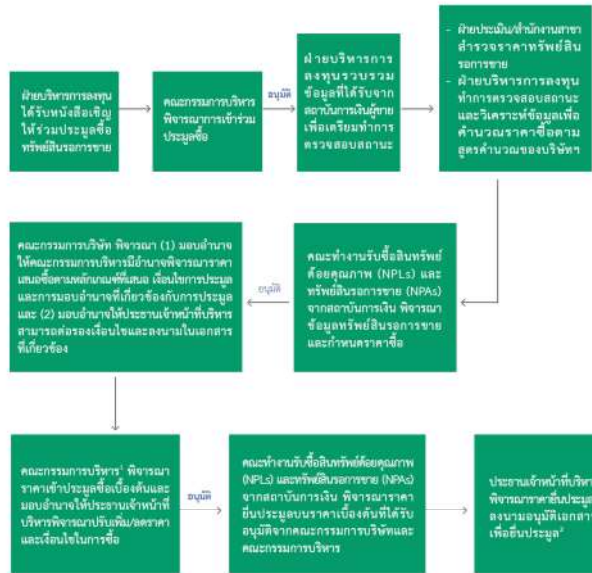 ฝ่ายบริหารการลงทุน
ได้รับหนังสือเชิญ
ให้ร่วมประมูลซื้อ
ทรัพย์สินรอการขาย
คณะกรรมการบริหาร
พิจารณาการเข้าร่วม
ประมูลซื้อ
อนุมัติ
ฝ่ายบริหารการ
ลงทุนรวบรวม
ข้อมูลที่ได้รับจาก
สถาบันการเงินผู้ขาย
เพื่อเตรียมทำการ
ตรวจสอบสถานะ
- ฝ่ายประเมิน/สำนักงานสาขา
สำรวจราคาทรัพย์สิน
รอการขาย
- ฝ่ายบริหารการลงทุน
ทำการตรวจสอบสถานะ
และวิเคราะห์ข้อมูลเพื่อ
คำนวณราคาซื้อตาม
สูตรคำนวณของบริษัทฯ
คณะทำงานรับซื้อสินทรัพย์
ด้อยคุณภาพ (NPLs) และ
ทรัพย์สินรอการขาย (NPAs)
จากสถาบันการเงิน พิจารณา
ข้อมูลทรัพย์สินรอการขาย
และกำหนดราคาซื้อ
อนุมัติ
คณะกรรมการบริษัท พิจารณา (1) มอบอำนาจ
ให้คณะกรรมการบริหารมีอำนาจพิจารณาราคา
เสนอซื้อตามหลักเกณฑ์ที่เสนอ เงื่อนไขการประมูล
และการมอบอำนาจที่เกี่ยวข้องกับการประมูล
และ (2) มอบอำนาจให้ประธานเจ้าหน้าที่บริหาร
สามารถต่อรองเงื่อนไขและลงนามในเอกสาร
ที่เกี่ยวข้อง
คณะกรรมการบริหาร¹ พิจารณา
ราคาเข้าประมูลซื้อเบื้องต้นและ
มอบอำนาจให้ประธานเจ้าหน้าที่
บริหารพิจารณาปรับเพิ่ม/ลดราคา
และเงื่อนไขในการซื้อ
อนุมัติ
คณะทำงานรับซื้อสินทรัพย์ด้อยคุณภาพ
(NPLs) และทรัพย์สินรอการขาย (NPAs)
จากสถาบันการเงิน พิจารณาราคา
ยื่นประมูลบนราคาเบื้องต้นที่ได้รับ
อนุมัติจากคณะกรรมการบริษัทและ
คณะกรรมการบริหาร
ประธานเจ้าหน้าที่บริหาร
พิจารณาราคายื่นประมูล
ลงนามอนุมัติเอกสาร
เพื่อยื่นประมูล²